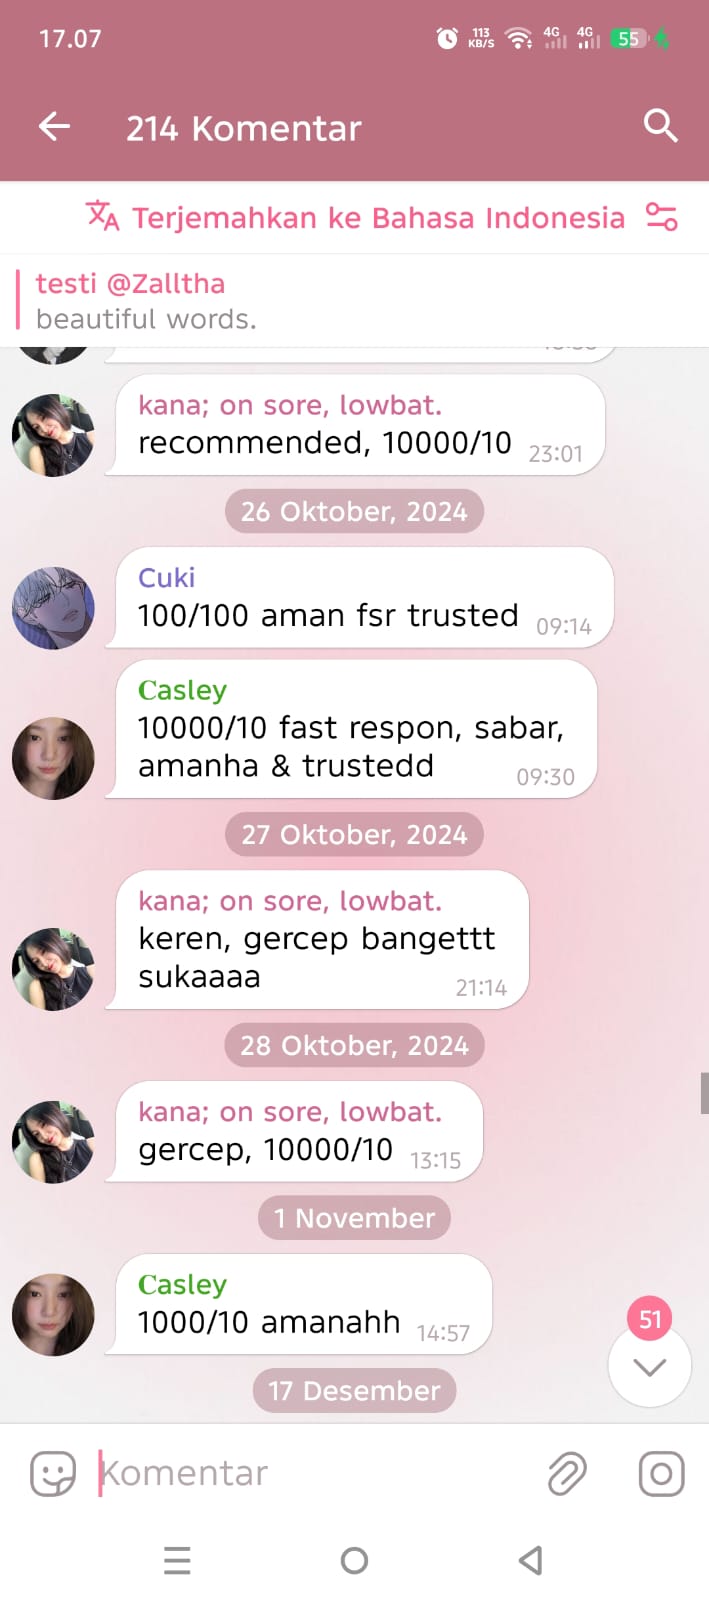 17.07
113 KB/S
4G
4G
55
214 Komentar
Terjemahkan ke Bahasa Indonesia
testi @Zalltha
beautiful words.
kana; on sore, lowbat.
recommended, 10000/10
23:01
26 Oktober, 2024
Cuki
100/100 aman fsr trusted
09:14
Casley
10000/10 fast respon, sabar,
amanha & trustedd
09:30
27 Oktober, 2024
kana; on sore, lowbat.
keren, gercep bangettt
sukaaaa
21:14
28 Oktober, 2024
kana; on sore, lowbat.
gercep, 10000/10
13:15
1 November
Casley
1000/10 amanahh
14:57
51
17 Desember
Komentar